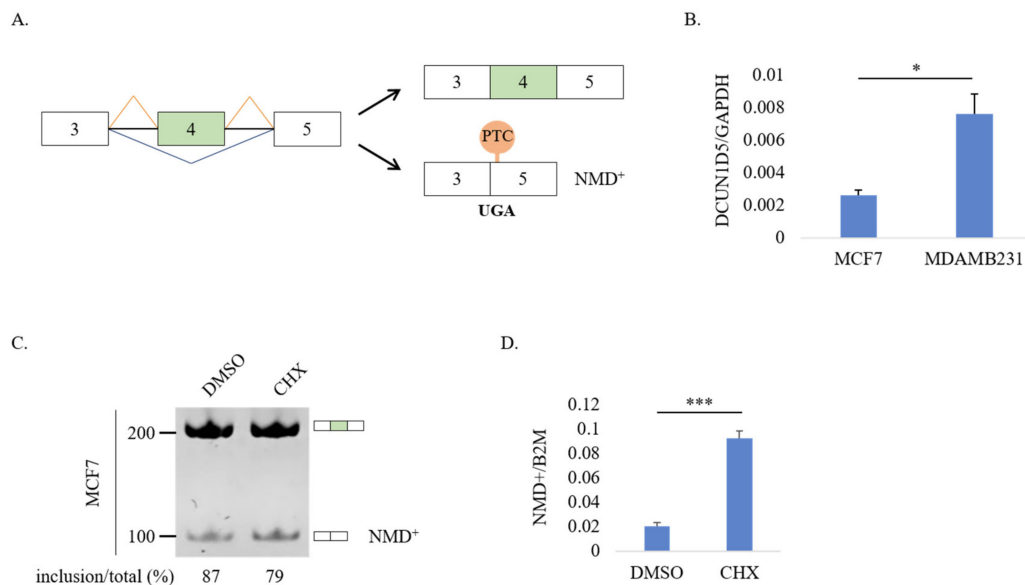 A.
3
4
5
3
4
5
PTC
3
5
NMD⁺
UGA
B.
DCUN1D5/GAPDH
0.01
0.008
0.006
0.004
0.002
0
*
MCF7
MDAMB231
C.
DMSO
CHX
MCF7
200
100
NMD⁺
inclusion/total (%)
87
79
D.
NMD+/B2M
0.12
0.1
0.08
0.06
0.04
0.02
0
***
DMSO
CHX